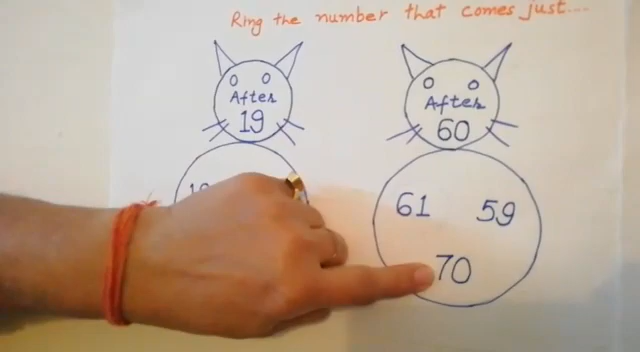 Ring the number that comes just....
After
19
After
60
61 59
70